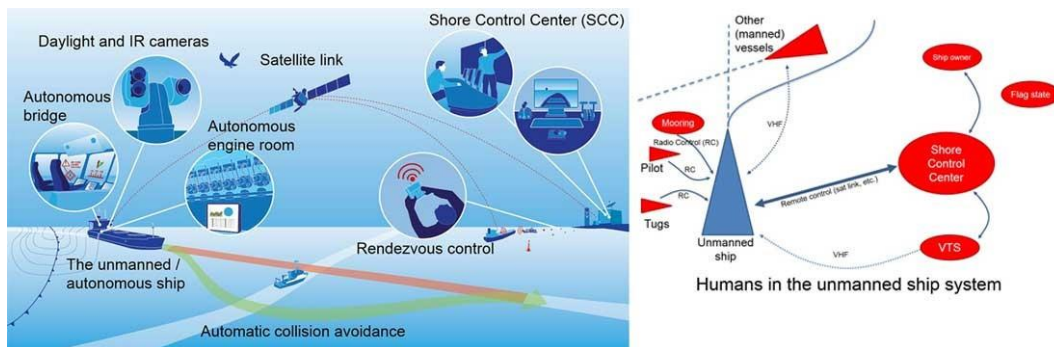 Shore Control Center (SCC)
Daylight and IR cameras
Satellite link
Autonomous
bridge
Autonomous
engine room
Rendezvous control
The unmanned /
autonomous ship
Automatic collision avoidance
Other
(manned)
vessels
Ship owner
Flag state
Mooring
VHF
Radio Control (RC)
Pilot
RC
Shore
Control
Center
RC
Remote control (sat link, etc.)
Tugs
Unmanned
ship
VHF
VTS
Humans in the unmanned ship system